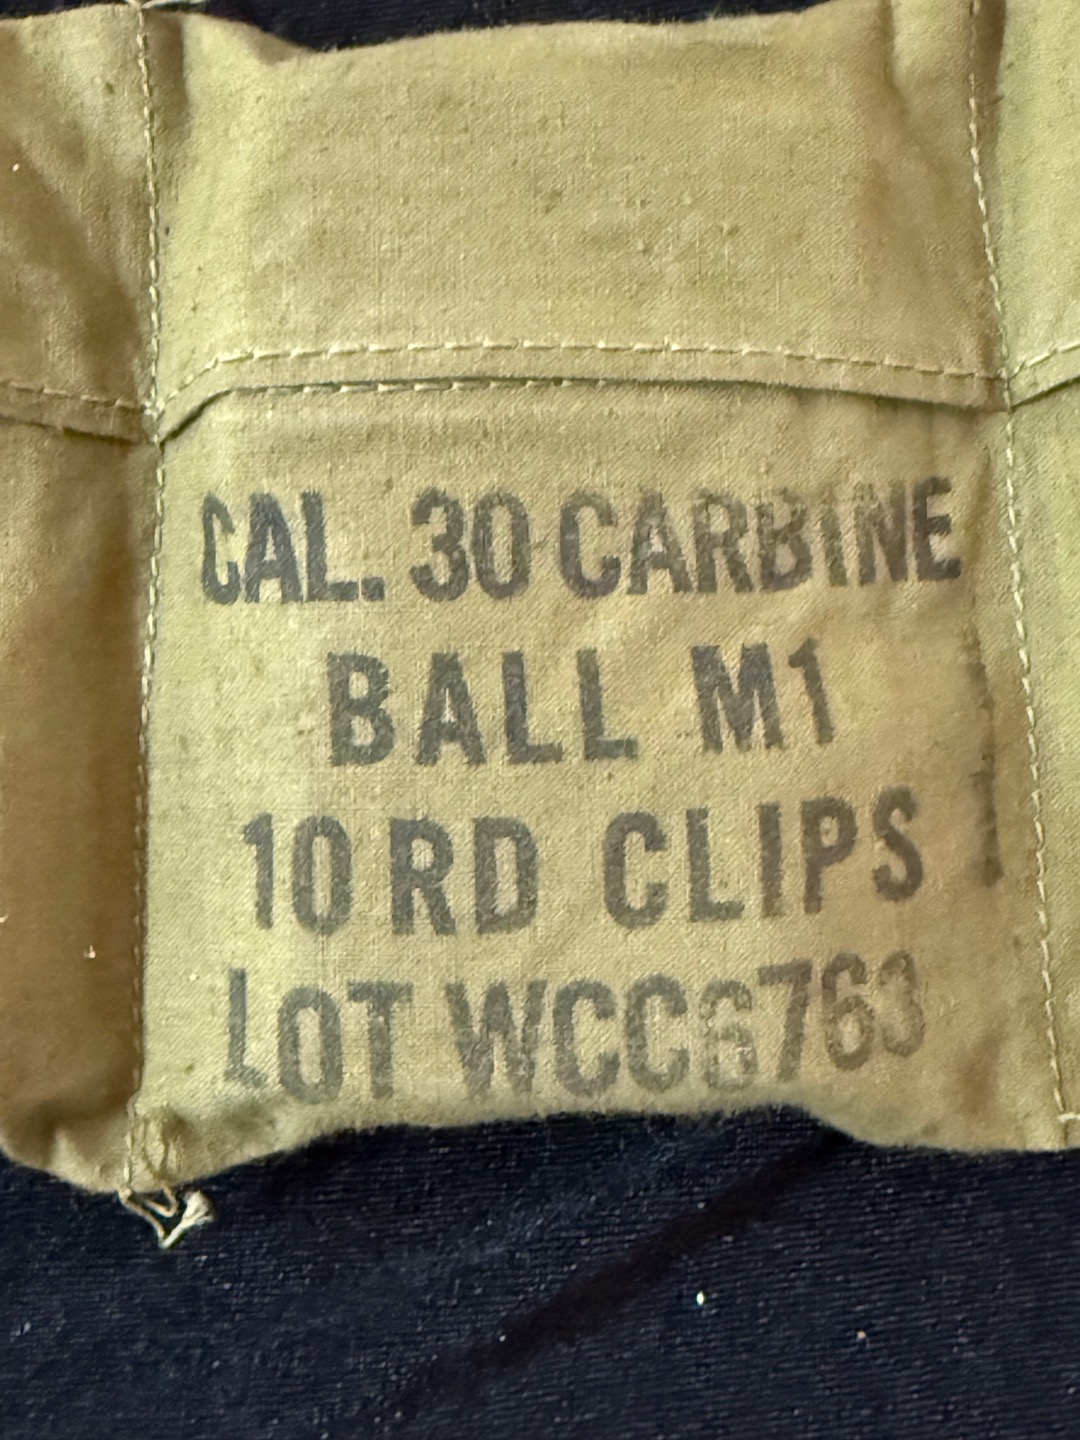 CAL. 30 CARBINE
BALL M1
10 RD CLIPS
LOT WCC6763